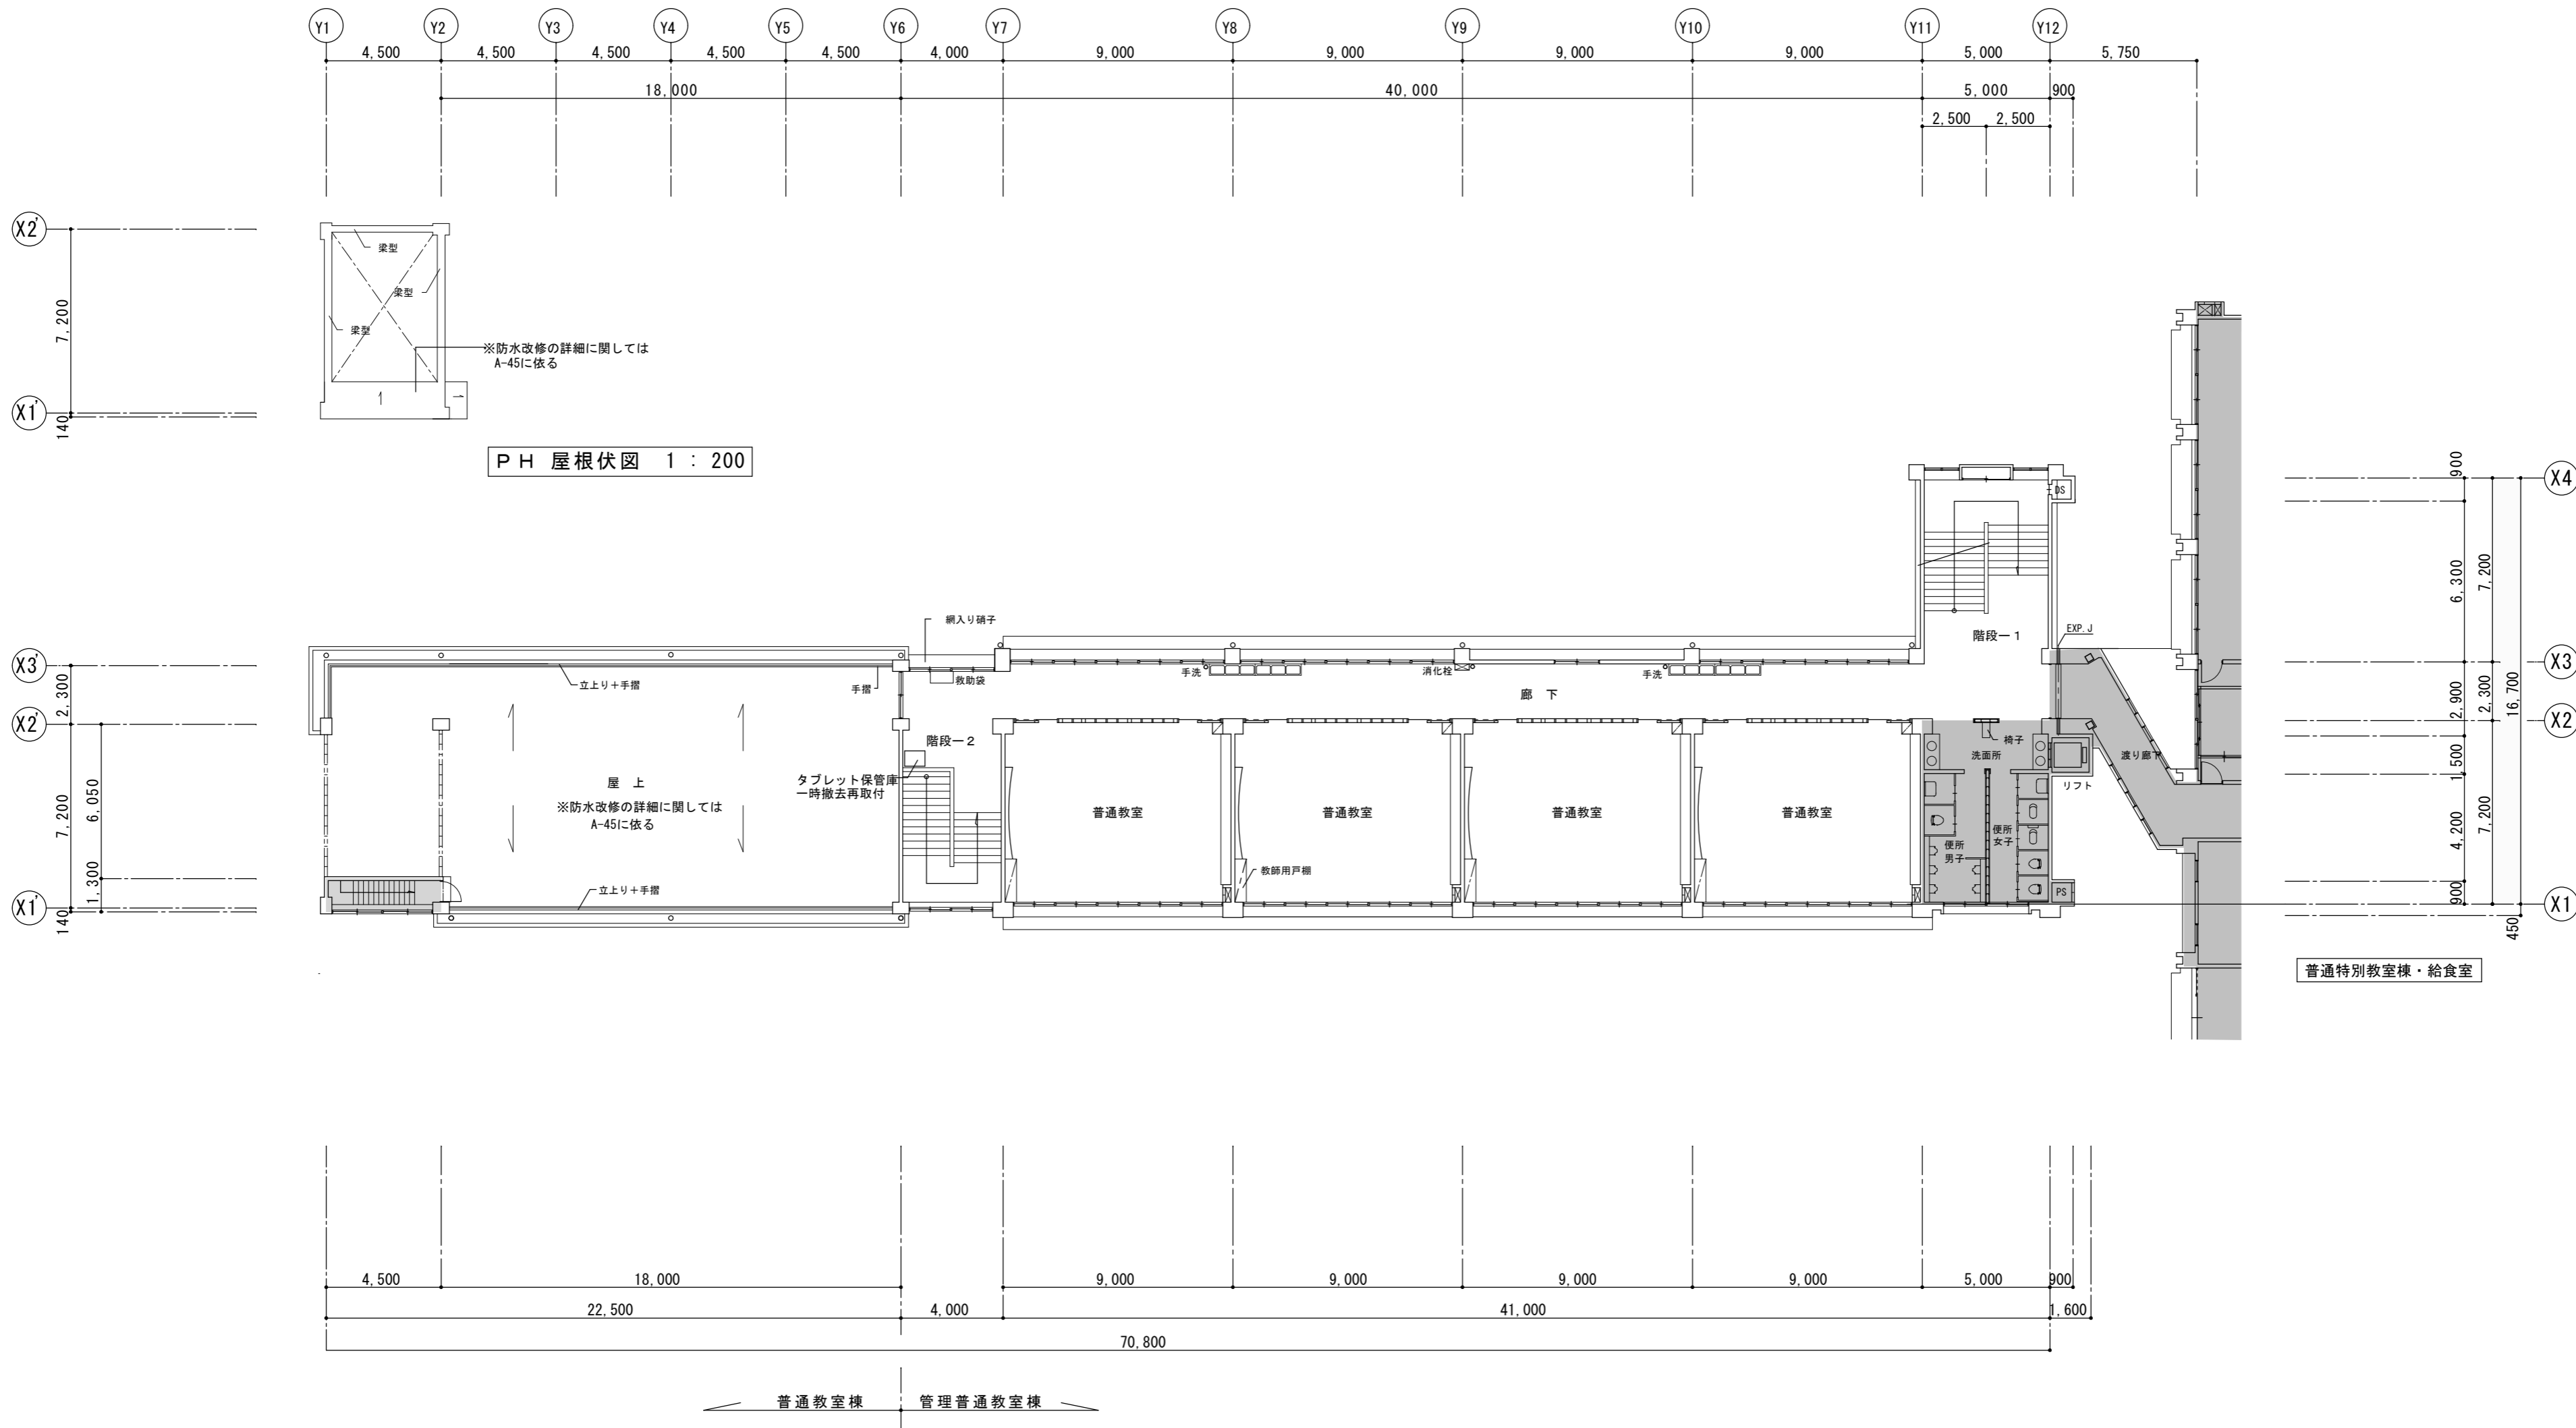 Y1 Y2 Y3 Y4 Y5 Y6 Y7 Y8 Y9 Y10 Y11 Y12
4,500 4,500 4,500 4,500 4,500 4,000 9,000 9,000 9,000 9,000 5,000 5,750
18,000 40,000 5,000 900
2,500 2,500
X2'
7,200
X1'
140
梁型
梁型
梁型
※防水改修の詳細に関しては
A-45に依る
PH 屋根伏図 1 : 200
X4
900
6,300
7,200
DS
階段ー1
EXP.J
網入り硝子
X3'
2,300
X2'
7,200
6,050
1,300
X1'
140
立上り+手摺
手摺
救助袋
手洗
消化栓
手洗
廊 下
階段ー2
タブレット保管庫
一時撤去再取付
屋 上
※防水改修の詳細に関しては
A-45に依る
立上り+手摺
普通教室
普通教室
普通教室
普通教室
教師用戸棚
椅子
洗面所
便所
男子
便所
女子
リフト
渡り廊下
PS
X3
2,900
2,300
16,700
X2
1,500
4,200
7,200
900
X1
450
普通特別教室棟・給食室
4,500 18,000 9,000 9,000 9,000 9,000 5,000 900
22,500 4,000 41,000 1,600
70,800
普通教室棟 管理普通教室棟